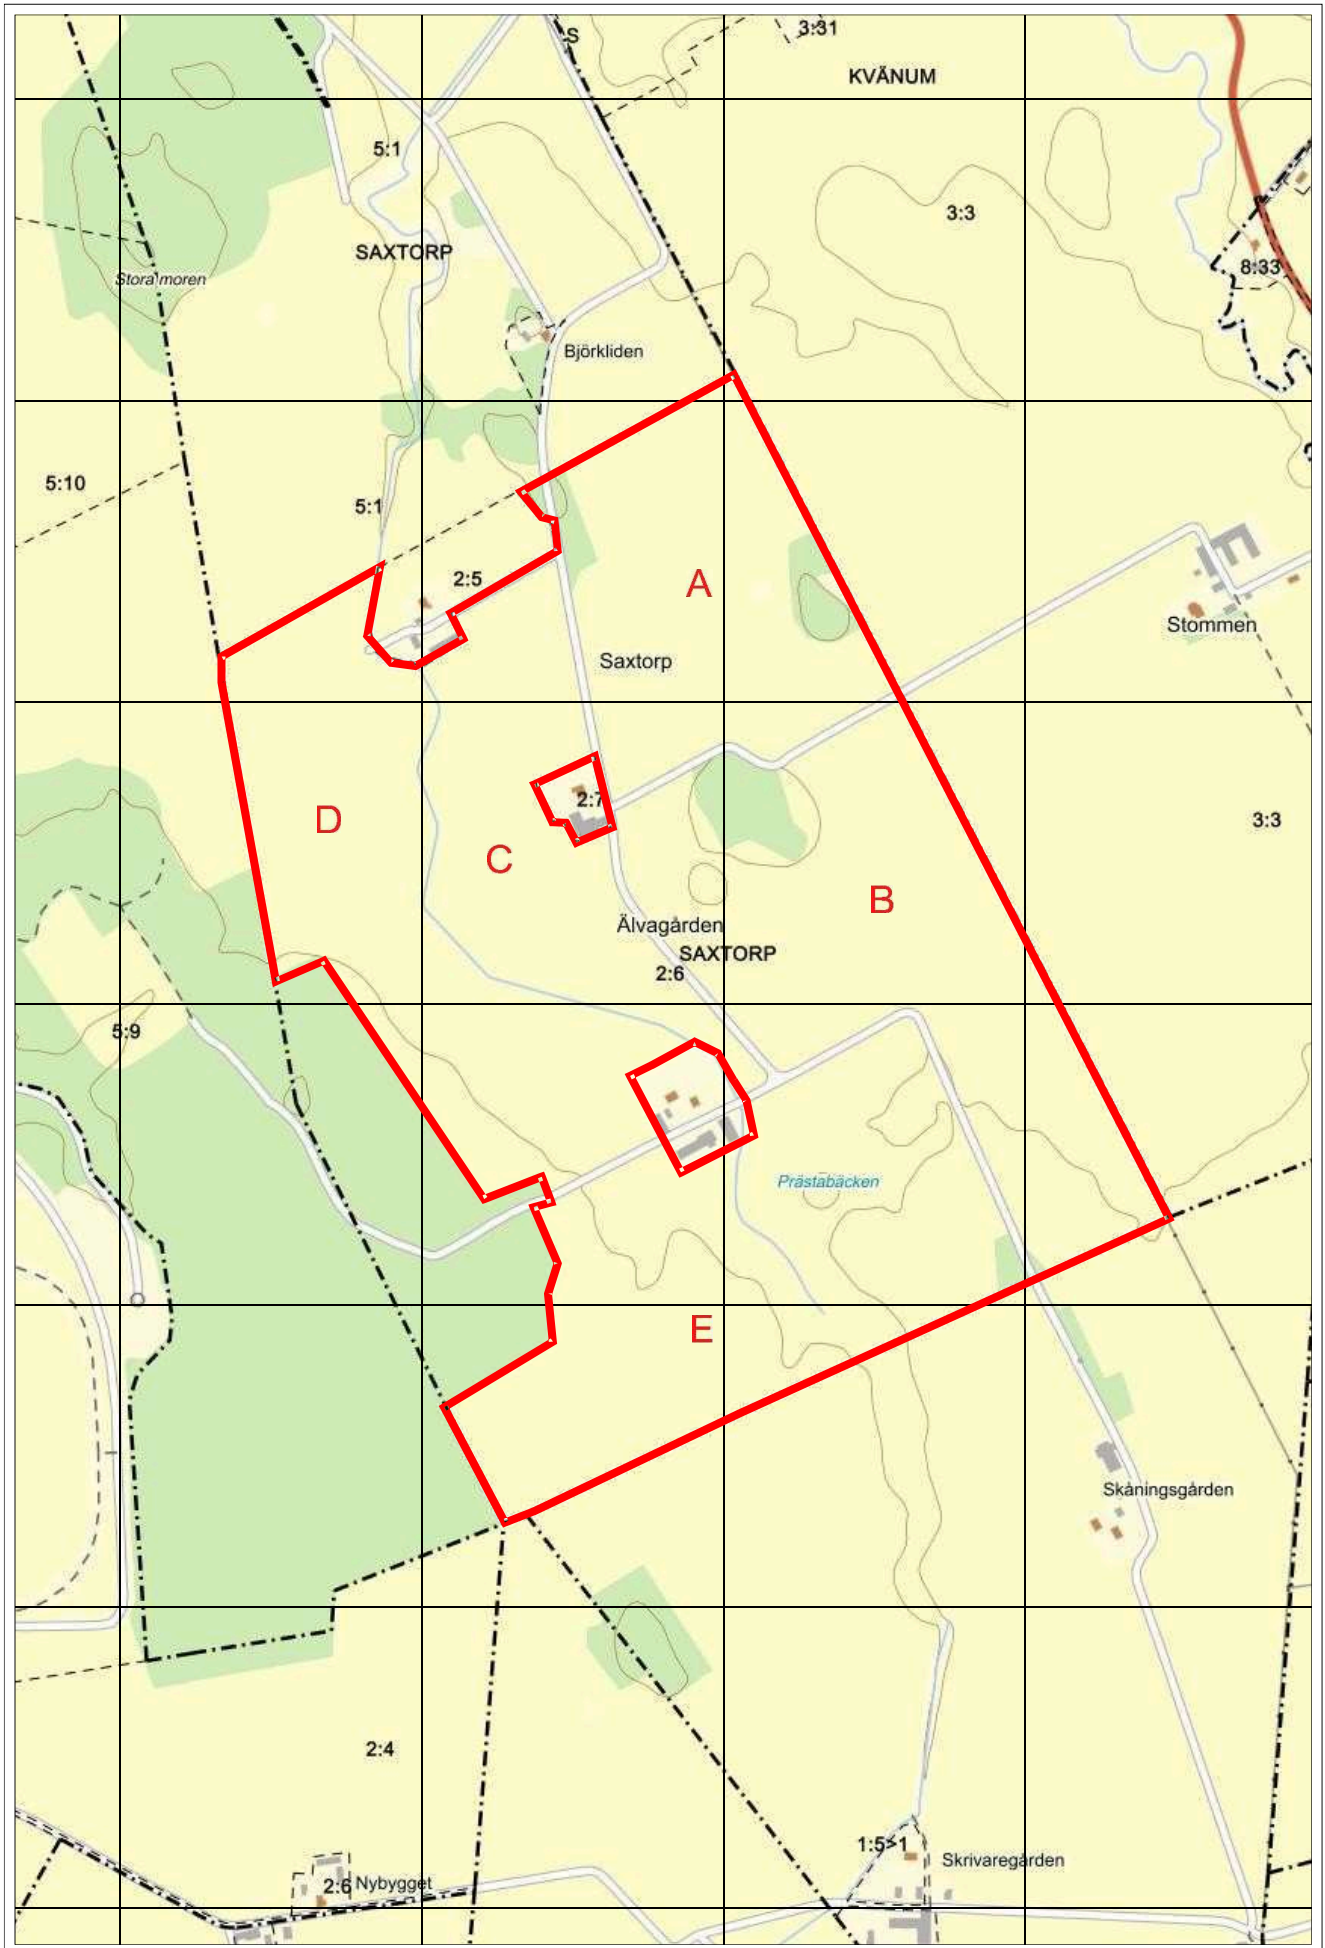 S
3:31
KVÄNUM
5:1
3:3
SAXTORP
8:33
Stora moren
Björkliden
5:10
5:1
2:5
A
Stommen
Saxtorp
2:7
D
3:3
C
B
Älvagården
SAXTORP
2:6
5:9
Prästabäcken
E
Skåningsgården
2:4
1:5>1
Skrivaregården
2:6 Nybygget